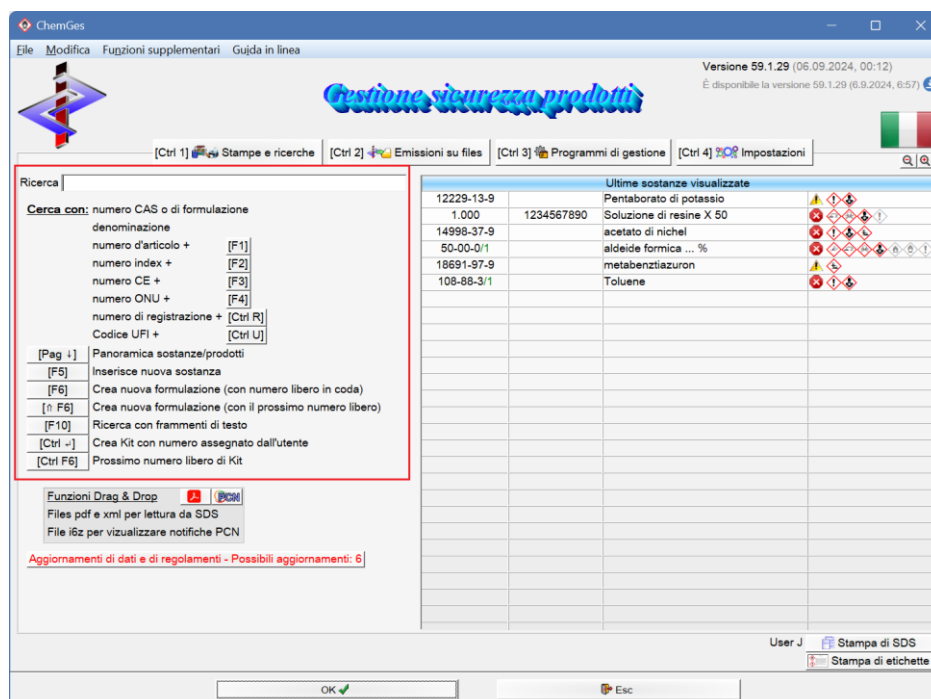 ChemGes
File Modifica Funzioni supplementari Guida in linea
Versione 59.1.29 (06.09.2024, 00:12)
È disponibile la versione 59.1.29 (6.9.2024, 6:57)
Gestione sicurezza prodotti
[Ctrl 1] Stampe e ricerche [Ctrl 2] Emissioni su files [Ctrl 3] Programmi di gestione [Ctrl 4] Impostazioni
Ricerca
Cerca con: numero CAS o di formulazione
denominazione
numero d'articolo + [F1]
numero index + [F2]
numero CE + [F3]
numero ONU + [F4]
numero di registrazione + [Ctrl R]
Codice UFI + [Ctrl U]
[Pag ↓] Panoramica sostanze/prodotti
[F5] Inserisce nuova sostanza
[F6] Crea nuova formulazione (con numero libero in coda)
[⇑ F6] Crea nuova formulazione (con il prossimo numero libero)
[F10] Ricerca con frammenti di testo
[Ctrl ↵] Crea Kit con numero assegnato dall'utente
[Ctrl F6] Prossimo numero libero di Kit
Funzioni Drag & Drop PCN
Files pdf e xml per lettura da SDS
File i6z per vizualizzare notifiche PCN
Aggiornamenti di dati e di regolamenti - Possibili aggiornamenti: 6
Ultime sostanze visualizzate
12229-13-9 Pentaborato di potassio
1.000 1234567890 Soluzione di resine X 50
14998-37-9 acetato di nichel
50-00-0/1 aldeide formica ... %
18691-97-9 metabenztiazuron
108-88-3/1 Toluene
User J Stampa di SDS
Stampa di etichette
OK Esc